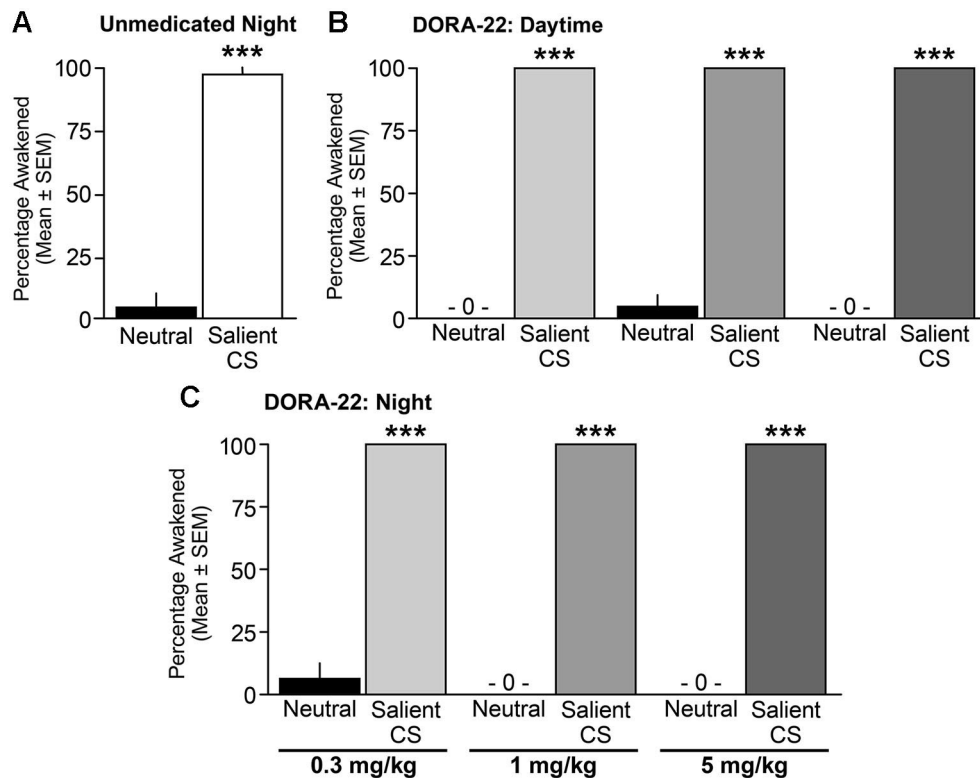 A
Unmedicated Night
***
Percentage Awakened
(Mean ± SEM)
100
75
50
25
0
Neutral
Salient
CS
B
DORA-22: Daytime
*** *** ***
Percentage Awakened
(Mean ± SEM)
100
75
50
25
0
- 0 - - 0 -
Neutral Salient Neutral Salient Neutral Salient
CS CS CS
C
DORA-22: Night
*** *** ***
Percentage Awakened
(Mean ± SEM)
100
75
50
25
0
- 0 - - 0 -
Neutral Salient Neutral Salient Neutral Salient
CS CS CS
0.3 mg/kg 1 mg/kg 5 mg/kg